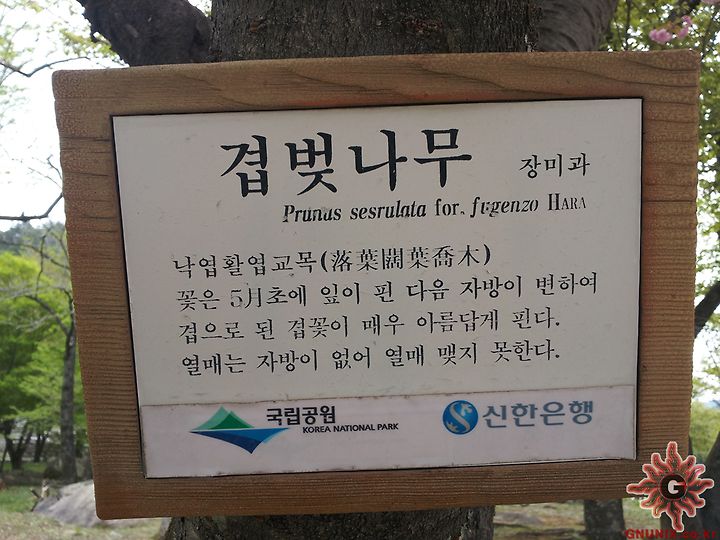 겹벚나무 장미과
Prunus sesrulata for. fugenzo HARA
낙엽활엽교목(落葉闊葉喬木)
꽃은 5月초에 잎이 핀 다음 자방이 변하여
겹으로 된 겹꽃이 매우 아름답게 핀다.
열매는 자방이 없어 열매 맺지 못한다.
국립공원
KOREA NATIONAL PARK
신한은행
G